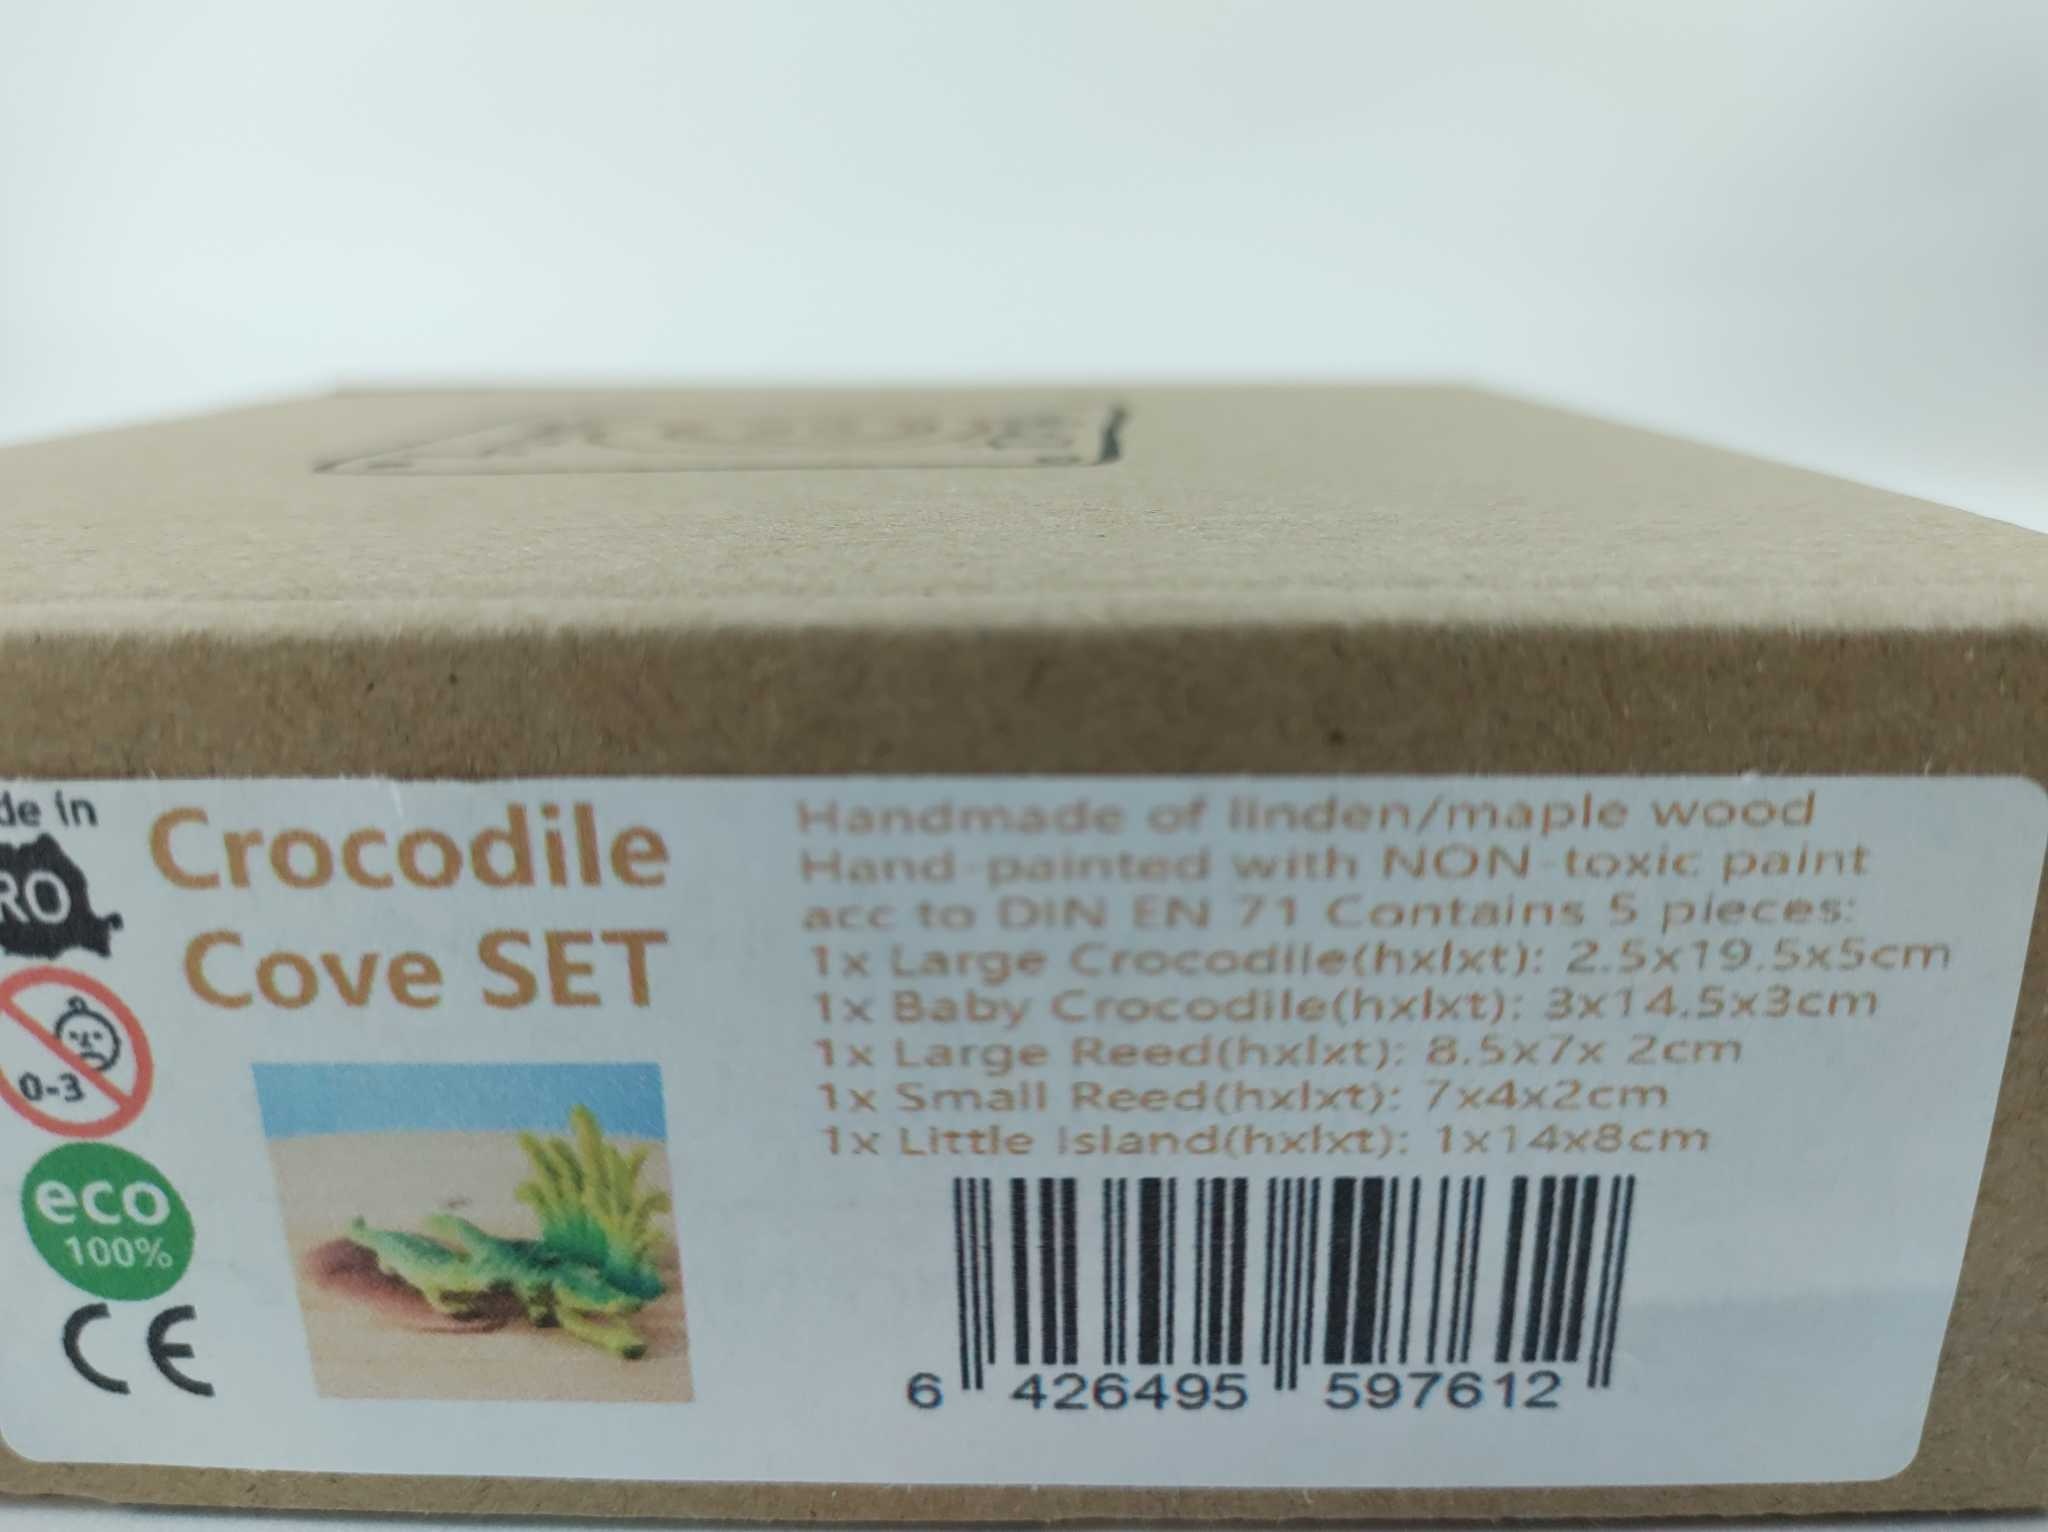 de in
RO
0-3
eco
100%
CE
Crocodile
Cove SET
Handmade of linden/maple wood
Hand-painted with NON-toxic paint
acc to DIN EN 71 Contains 5 pieces:
1x Large Crocodile(hxlxt): 2.5x19.5x5cm
1x Baby Crocodile(hxlxt): 3x14.5x3cm
1x Large Reed(hxlxt): 8.5x7x 2cm
1x Small Reed(hxlxt): 7x4x2cm
1x Little Island(hxlxt): 1x14x8cm
6 426495 597612